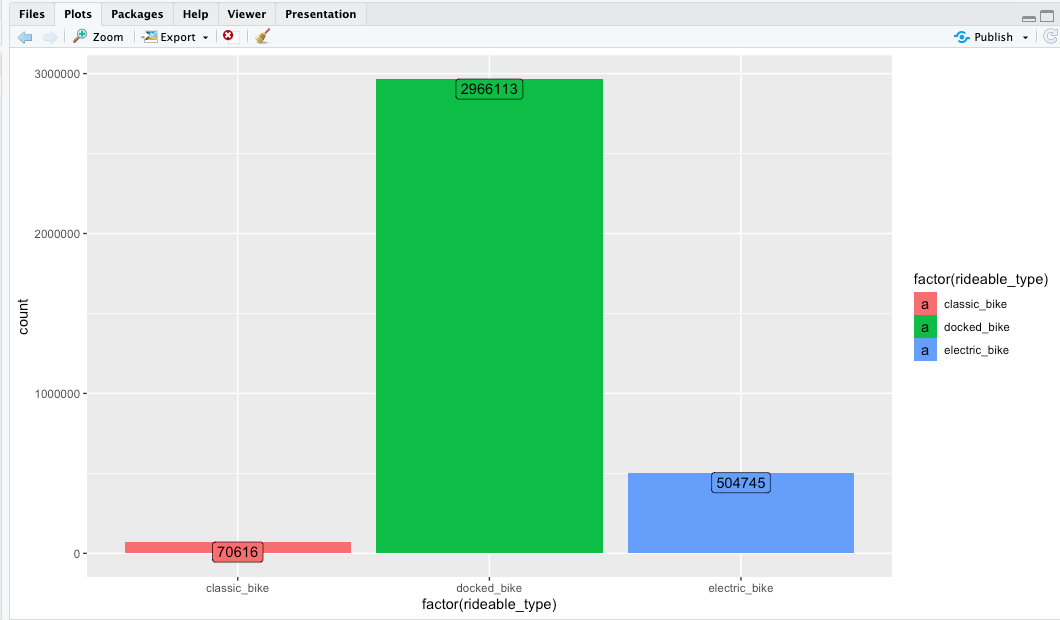 Files Plots Packages Help Viewer Presentation
Zoom Export Publish
3000000
2966113
2000000
count
factor(rideable_type)
a classic_bike
a docked_bike
a electric_bike
1000000
504745
70616
0
classic_bike docked_bike electric_bike
factor(rideable_type)